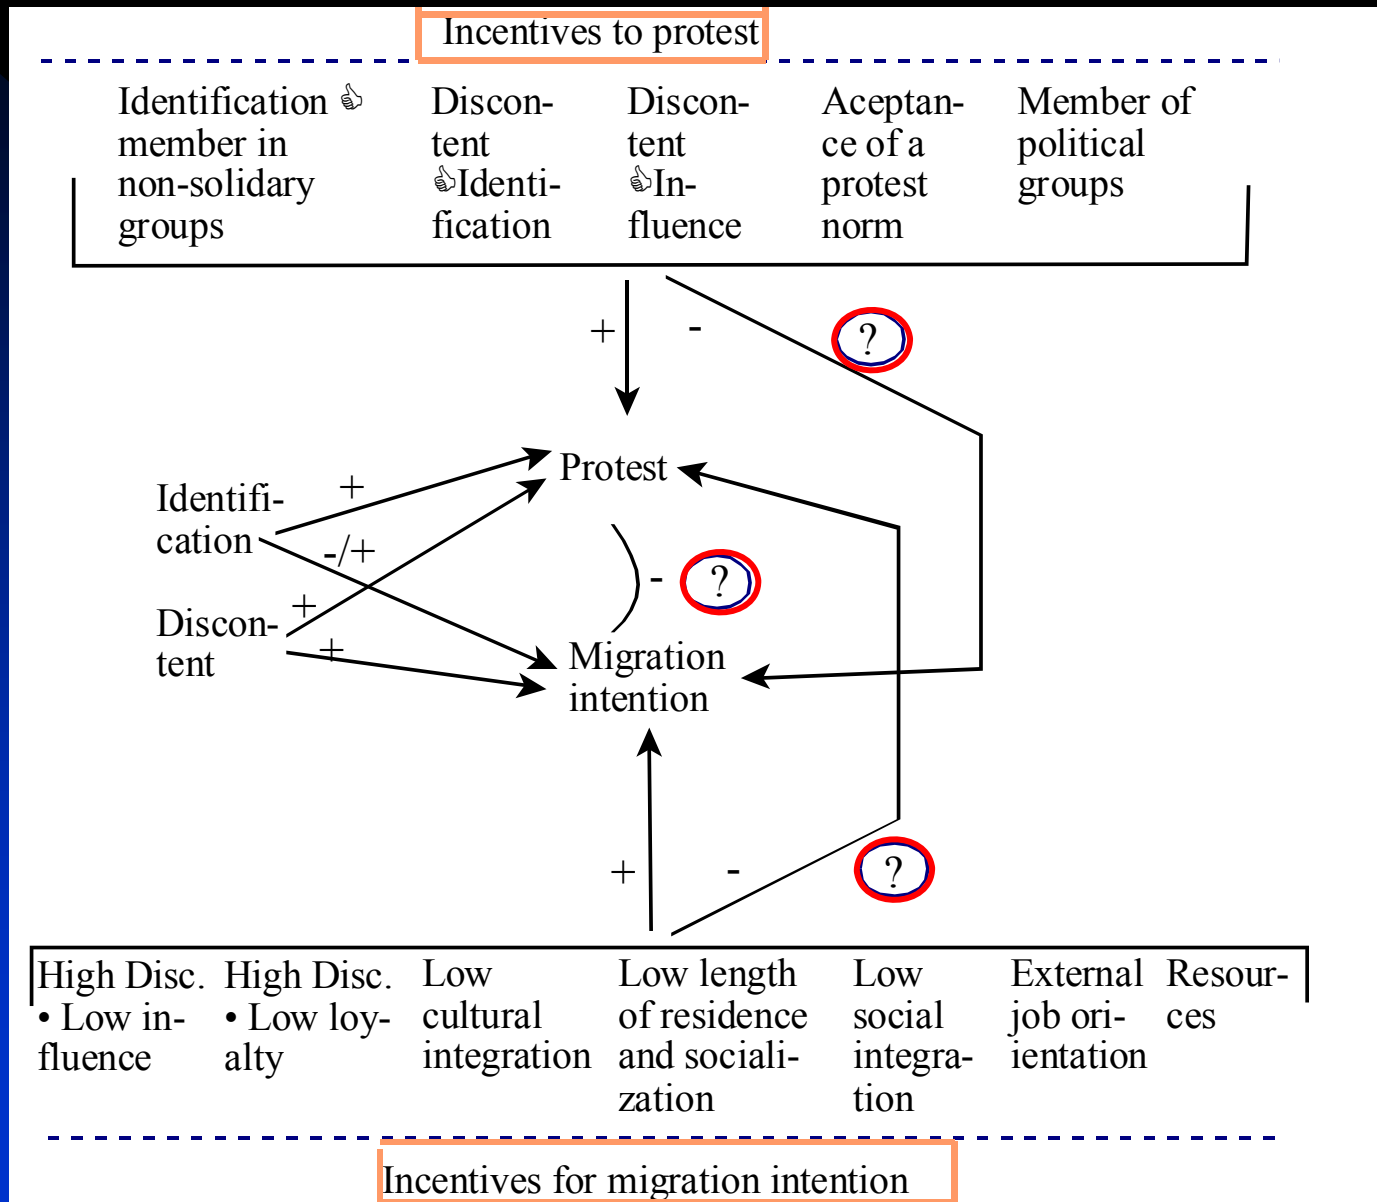 Incentives to protest
Identification 👍
member in
non-solidary
groups
Discon-
tent
👍Identi-
fication
Discon-
tent
👍In-
fluence
Aceptan-
ce of a
protest
norm
Member of
political
groups
+
-
?
Protest
Identifi-
cation
+
-/+
Discon-
tent
+
+
- ?
Migration
intention
+
-
?
High Disc.
• Low in-
fluence
High Disc.
• Low loy-
alty
Low
cultural
integration
Low length
of residence
and sociali-
zation
Low
social
integra-
tion
External
job ori-
ientation
Resour-
ces
Incentives for migration intention